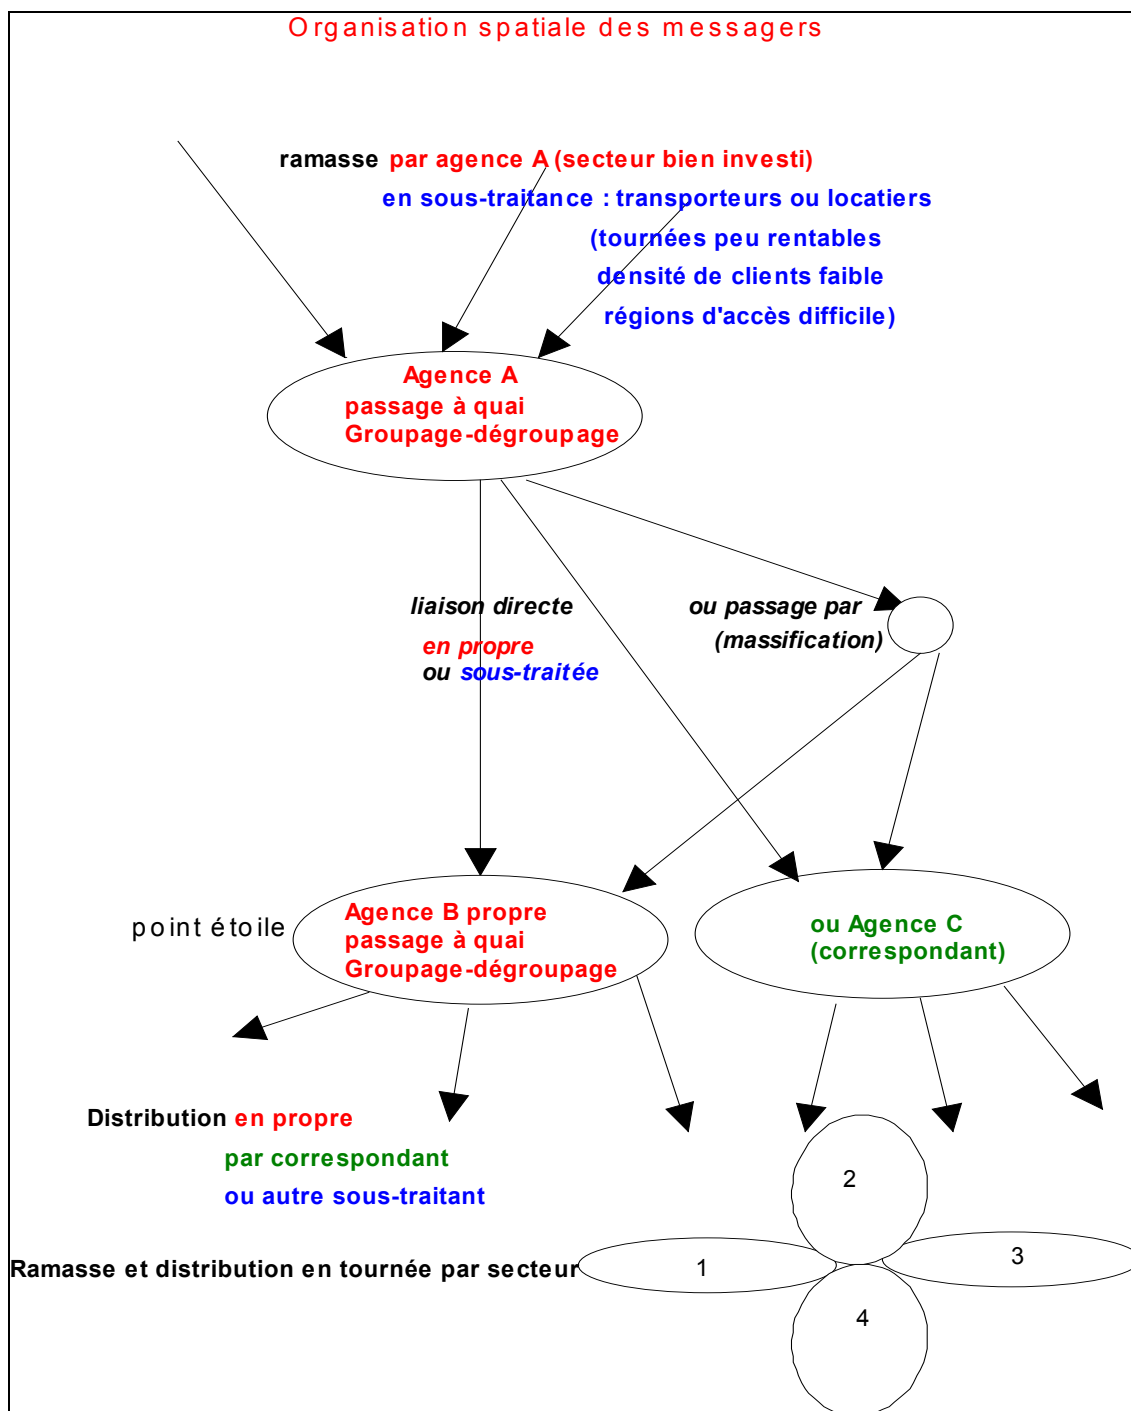 Organisation spatiale des messagers
ramasse par agence A (secteur bien investi)
en sous-traitance : transporteurs ou locatiers
(tournées peu rentables
densité de clients faible
régions d'accès difficile)
Agence A
passage à quai
Groupage-dégroupage
liaison directe
en propre
ou sous-traitée
ou passage par
(massification)
point étoile
Agence B propre
passage à quai
Groupage-dégroupage
ou Agence C
(correspondant)
Distribution en propre
par correspondant
ou autre sous-traitant
Ramasse et distribution en tournée par secteur
1
2
3
4